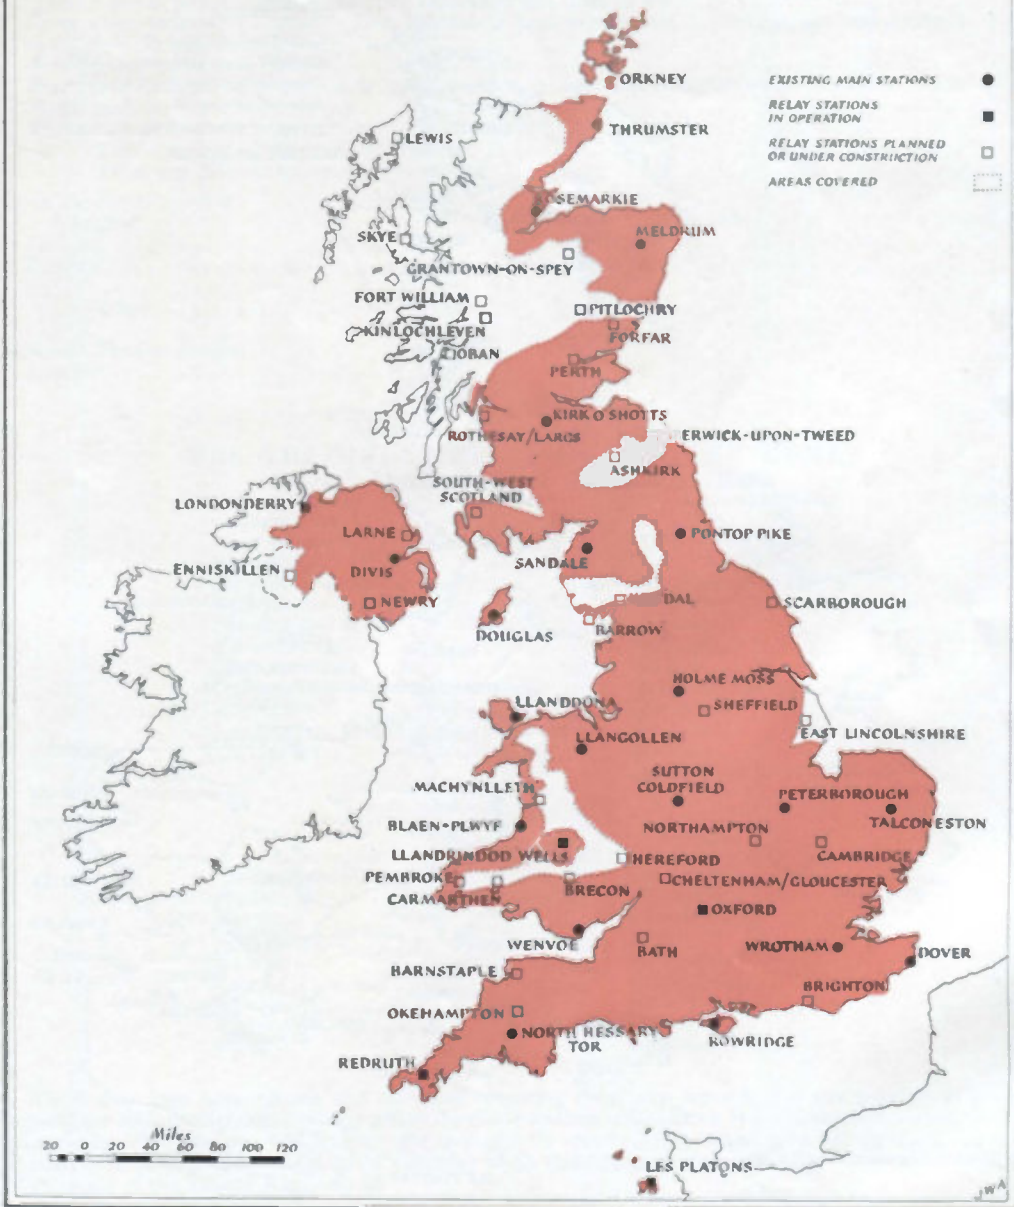 ORKNEY
EXISTING MAIN STATIONS
RELAY STATIONS
IN OPERATION
THRUMSTER
LEWIS
RELAY STATIONS PLANNED
OR UNDER CONSTRUCTION
AREAS COVERED
SEMARKIE
SKYE
MELDRUM
GRANTOWN-ON-SPEY
FORT WILLIAM
PITLOCHRY
KINLOCHLEVEN
FORFAR
OBAN
PERTH
KIRK O SHOTTS
ROTHESAY/LARGS
ERWICK-UPON-TWEED
ASHKIRK
SOUTH-WEST
SCOTLAND
LONDONDERRY
LARNE
PONTOP PIKE
SANDALE
ENNISKILLEN
DIVIS
NEWRY
DAL
SCARBOROUGH
DOUGLAS
BARROW
HOLME MOSS
LLANDDONA
SHEFFIELD
LLANGOLLEN
EAST LINCOLNSHIRE
SUTTON
COLDFIELD
MACHYNLLETH
PETERBOROUGH
BLAEN-PLWYF
NORTHAMPTON
TALCONESTON
LLANDRINDOD WELLS
HEREFORD
CAMBRIDGE
PEMBROKE
BRECON
CHELTENHAM/GLOUCESTER
CARMARTHEN
OXFORD
WENVOE
BATH
WROTHAM
DOVER
BARNSTAPLE
BRIGHTON
OKEHAMPTON
NORTH HESSARY
TOR
ROWRIDGE
REDRUTH
Miles
20 0 20 40 60 80 100 120
LES PLATONS
JWA